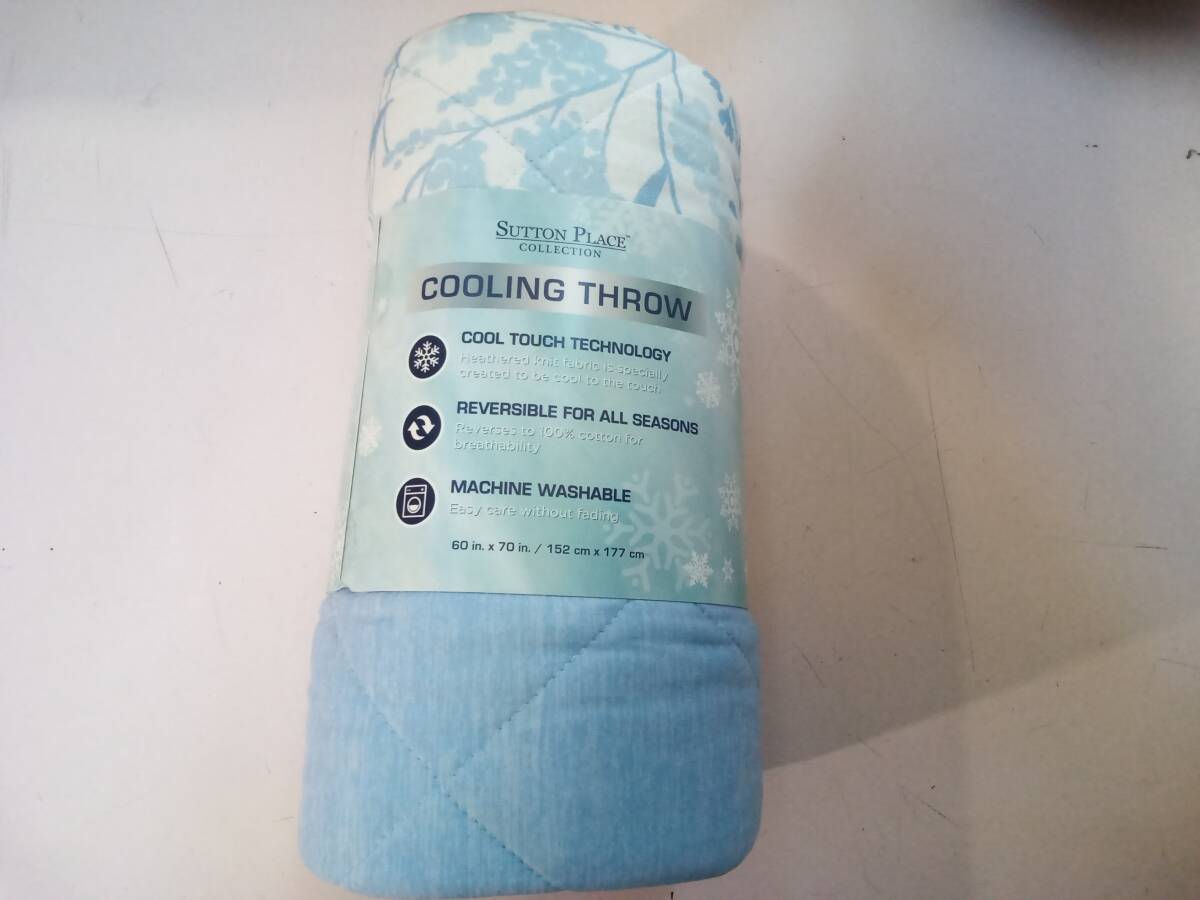 SUTTON PLACE™
COLLECTION
COOLING THROW
COOL TOUCH TECHNOLOGY
Heathered knit fabric is specially
created to be cool to the touch
REVERSIBLE FOR ALL SEASONS
Reverses to 100% cotton for
breathability
MACHINE WASHABLE
Easy care without fading
60 in. x 70 in. / 152 cm x 177 cm